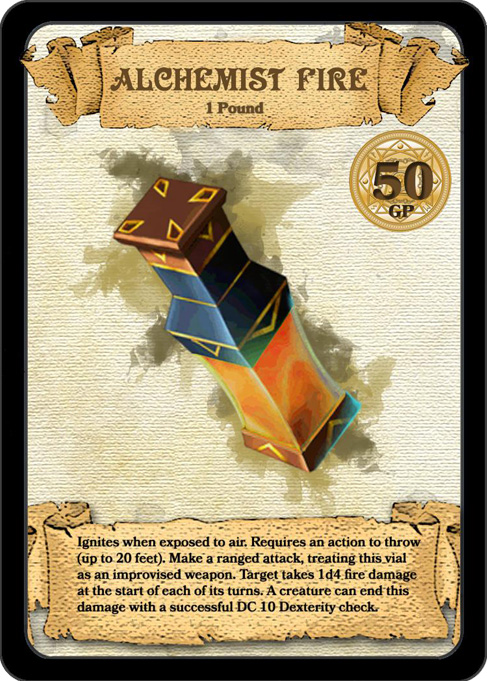 ALCHEMIST FIRE
1 Pound
50
GP
Ignites when exposed to air. Requires an action to throw
(up to 20 feet). Make a ranged attack, treating this vial
as an improvised weapon. Target takes 1d4 fire damage
at the start of each of its turns. A creature can end this
damage with a successful DC 10 Dexterity check.